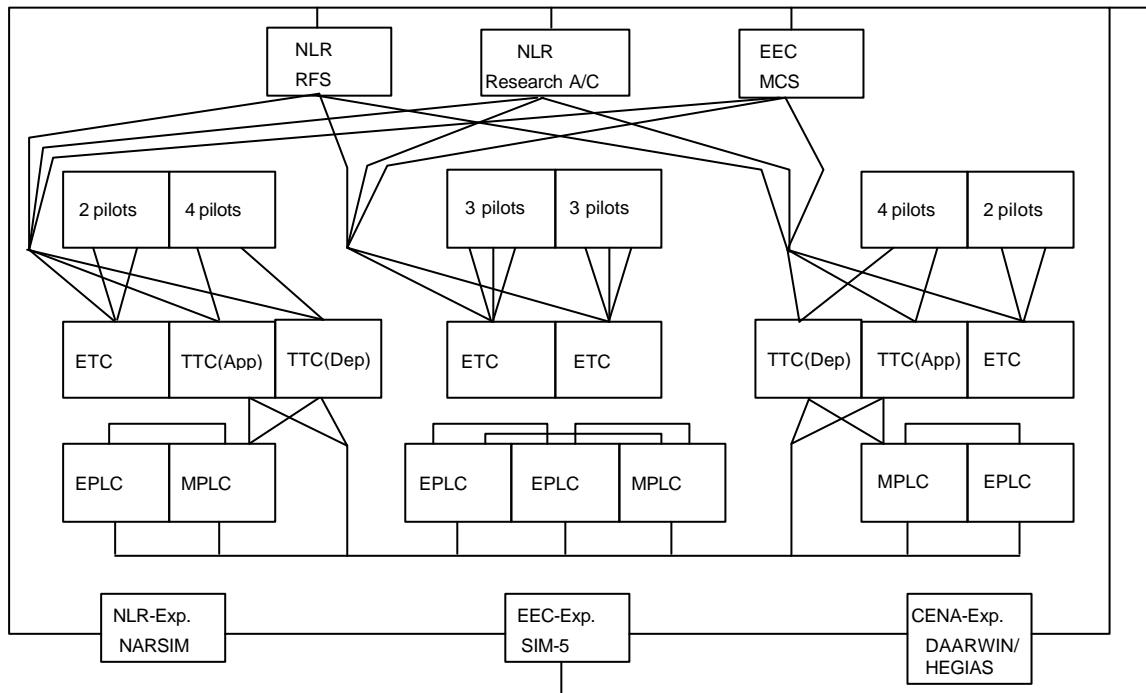 NLR
RFS
NLR
Research A/C
EEC
MCS
2 pilots
4 pilots
3 pilots
3 pilots
4 pilots
2 pilots
ETC
TTC(App)
TTC(Dep)
ETC
ETC
TTC(Dep)
TTC(App)
ETC
EPLC
MPLC
EPLC
EPLC
MPLC
MPLC
EPLC
NLR-Exp.
NARSIM
EEC-Exp.
SIM-5
CENA-Exp.
DAARWIN/
HEGIAS